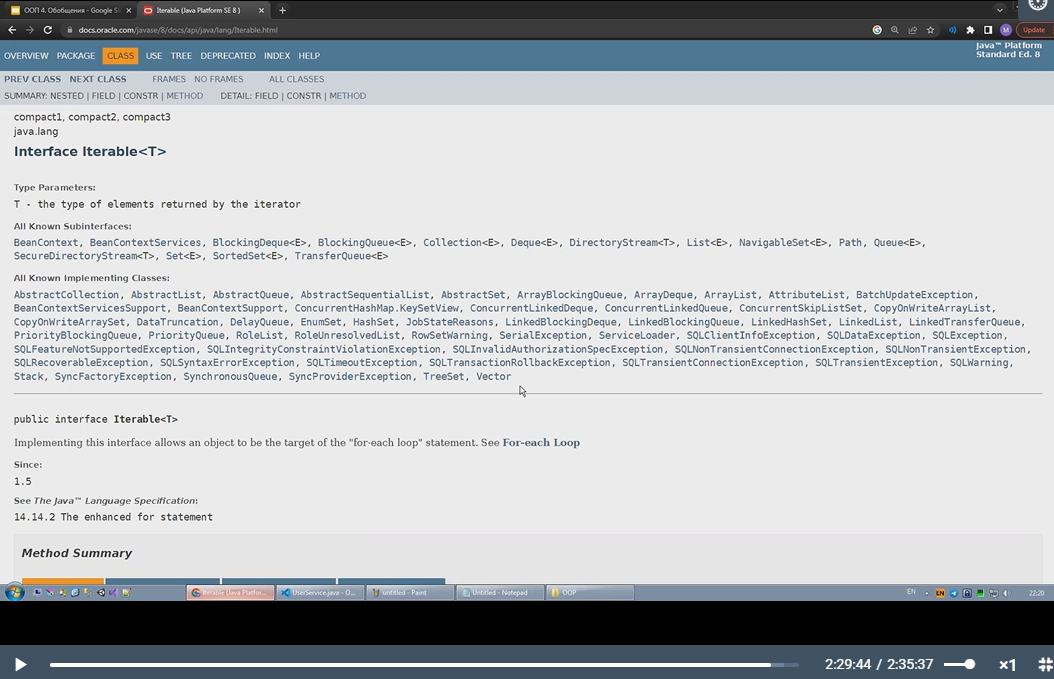 ООП 4. Обобщения - Google Sl
Iterable (Java Platform SE 8 )
docs.oracle.com/javase/8/docs/api/java/lang/Iterable.html
M
Update
OVERVIEW PACKAGE CLASS USE TREE DEPRECATED INDEX HELP
Java™ Platform
Standard Ed. 8
PREV CLASS NEXT CLASS FRAMES NO FRAMES ALL CLASSES
SUMMARY: NESTED | FIELD | CONSTR | METHOD DETAIL: FIELD | CONSTR | METHOD
compact1, compact2, compact3
java.lang
Interface Iterable<T>
Type Parameters:
T - the type of elements returned by the iterator
All Known Subinterfaces:
BeanContext, BeanContextServices, BlockingDeque<E>, BlockingQueue<E>, Collection<E>, Deque<E>, DirectoryStream<T>, List<E>, NavigableSet<E>, Path, Queue<E>,
SecureDirectoryStream<T>, Set<E>, SortedSet<E>, TransferQueue<E>
All Known Implementing Classes:
AbstractCollection, AbstractList, AbstractQueue, AbstractSequentialList, AbstractSet, ArrayBlockingQueue, ArrayDeque, ArrayList, AttributeList, BatchUpdateException,
BeanContextServicesSupport, BeanContextSupport, ConcurrentHashMap.KeySetView, ConcurrentLinkedDeque, ConcurrentLinkedQueue, ConcurrentSkipListSet, CopyOnWriteArrayList,
CopyOnWriteArraySet, DataTruncation, DelayQueue, EnumSet, HashSet, JobStateReasons, LinkedBlockingDeque, LinkedBlockingQueue, LinkedHashSet, LinkedList, LinkedTransferQueue,
PriorityBlockingQueue, PriorityQueue, RoleList, RoleUnresolvedList, RowSetWarning, SerialException, ServiceLoader, SQLClientInfoException, SQLDataException, SQLException,
SQLFeatureNotSupportedException, SQLIntegrityConstraintViolationException, SQLInvalidAuthorizationSpecException, SQLNonTransientConnectionException, SQLNonTransientException,
SQLRecoverableException, SQLSyntaxErrorException, SQLTimeoutException, SQLTransactionRollbackException, SQLTransientConnectionException, SQLTransientException, SQLWarning,
Stack, SyncFactoryException, SynchronousQueue, SyncProviderException, TreeSet, Vector
public interface Iterable<T>
Implementing this interface allows an object to be the target of the "for-each loop" statement. See For-each Loop
Since:
1.5
See The Java™ Language Specification:
14.14.2 The enhanced for statement
Method Summary
Iterable (Java Platfor... UserService.java - O... untitled - Paint Untitled - Notepad OOP EN EN 22:20
2:29:44 / 2:35:37 ×1